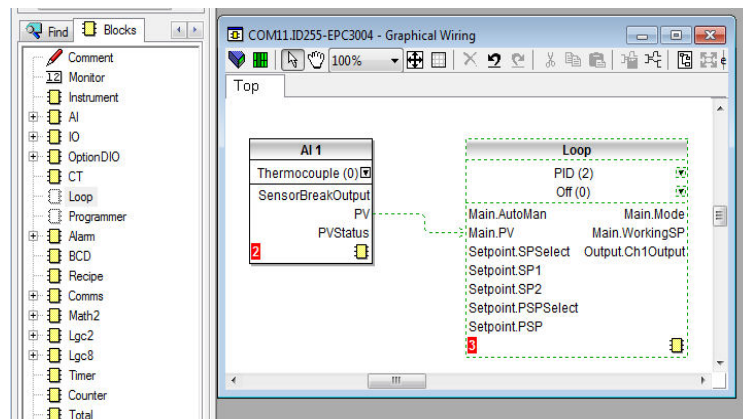 Find
Blocks
Comment
12 Monitor
Instrument
AI
IO
OptionDIO
CT
Loop
Programmer
Alarm
BCD
Recipe
Comms
Math2
Lgc2
Lgc8
Timer
Counter
Total
COM11.ID255-EPC3004 - Graphical Wiring
100%
Top
AI 1
Thermocouple (0)
SensorBreakOutput
PV
PVStatus
2
Loop
PID (2)
Off (0)
Main.AutoMan Main.Mode
Main.PV Main.WorkingSP
Setpoint.SPSelect Output.Ch1Output
Setpoint.SP1
Setpoint.SP2
Setpoint.PSPSelect
Setpoint.PSP
3